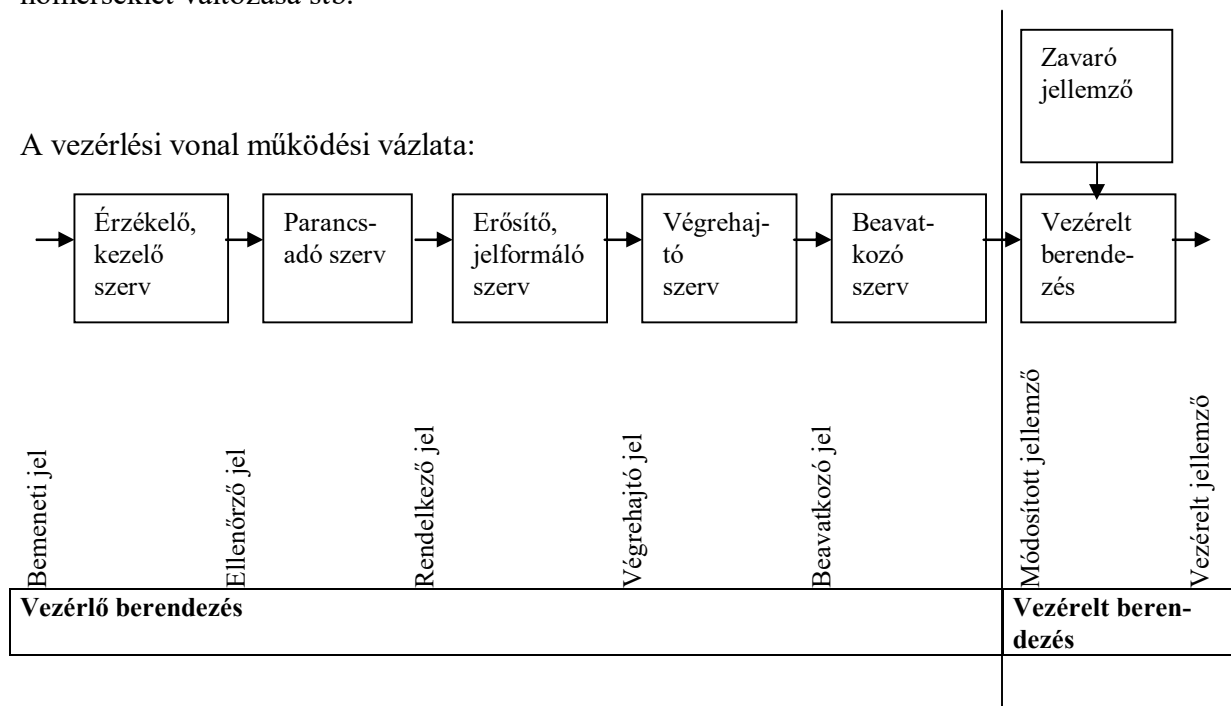 hőmérséklet változása stb.
Zavaró
jellemző
A vezérlési vonal működési vázlata:
Érzékelő,
kezelő
szerv
Parancs-
adó szerv
Erősítő,
jelformáló
szerv
Végrehaj-
tó
szerv
Beavat-
kozó
szerv
Vezérelt
berende-
zés
Bemeneti jel
Ellenőrző jel
Rendelkező jel
Végrehajtó jel
Beavatkozó jel
Módosított jellemző
Vezérelt jellemző
Vezérlő berendezés
Vezérelt beren-
dezés